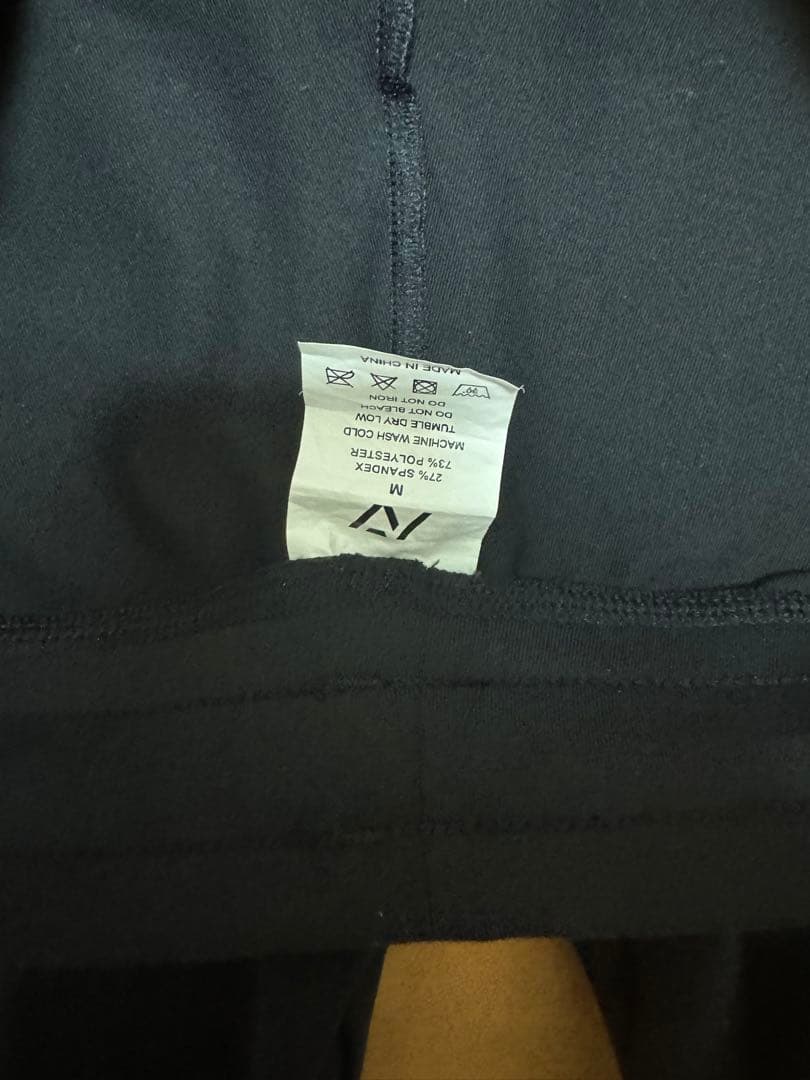 M
27% SPANDEX
73% POLYESTER
MACHINE WASH COLD
TUMBLE DRY LOW
DO NOT BLEACH
DO NOT IRON
MADE IN CHINA